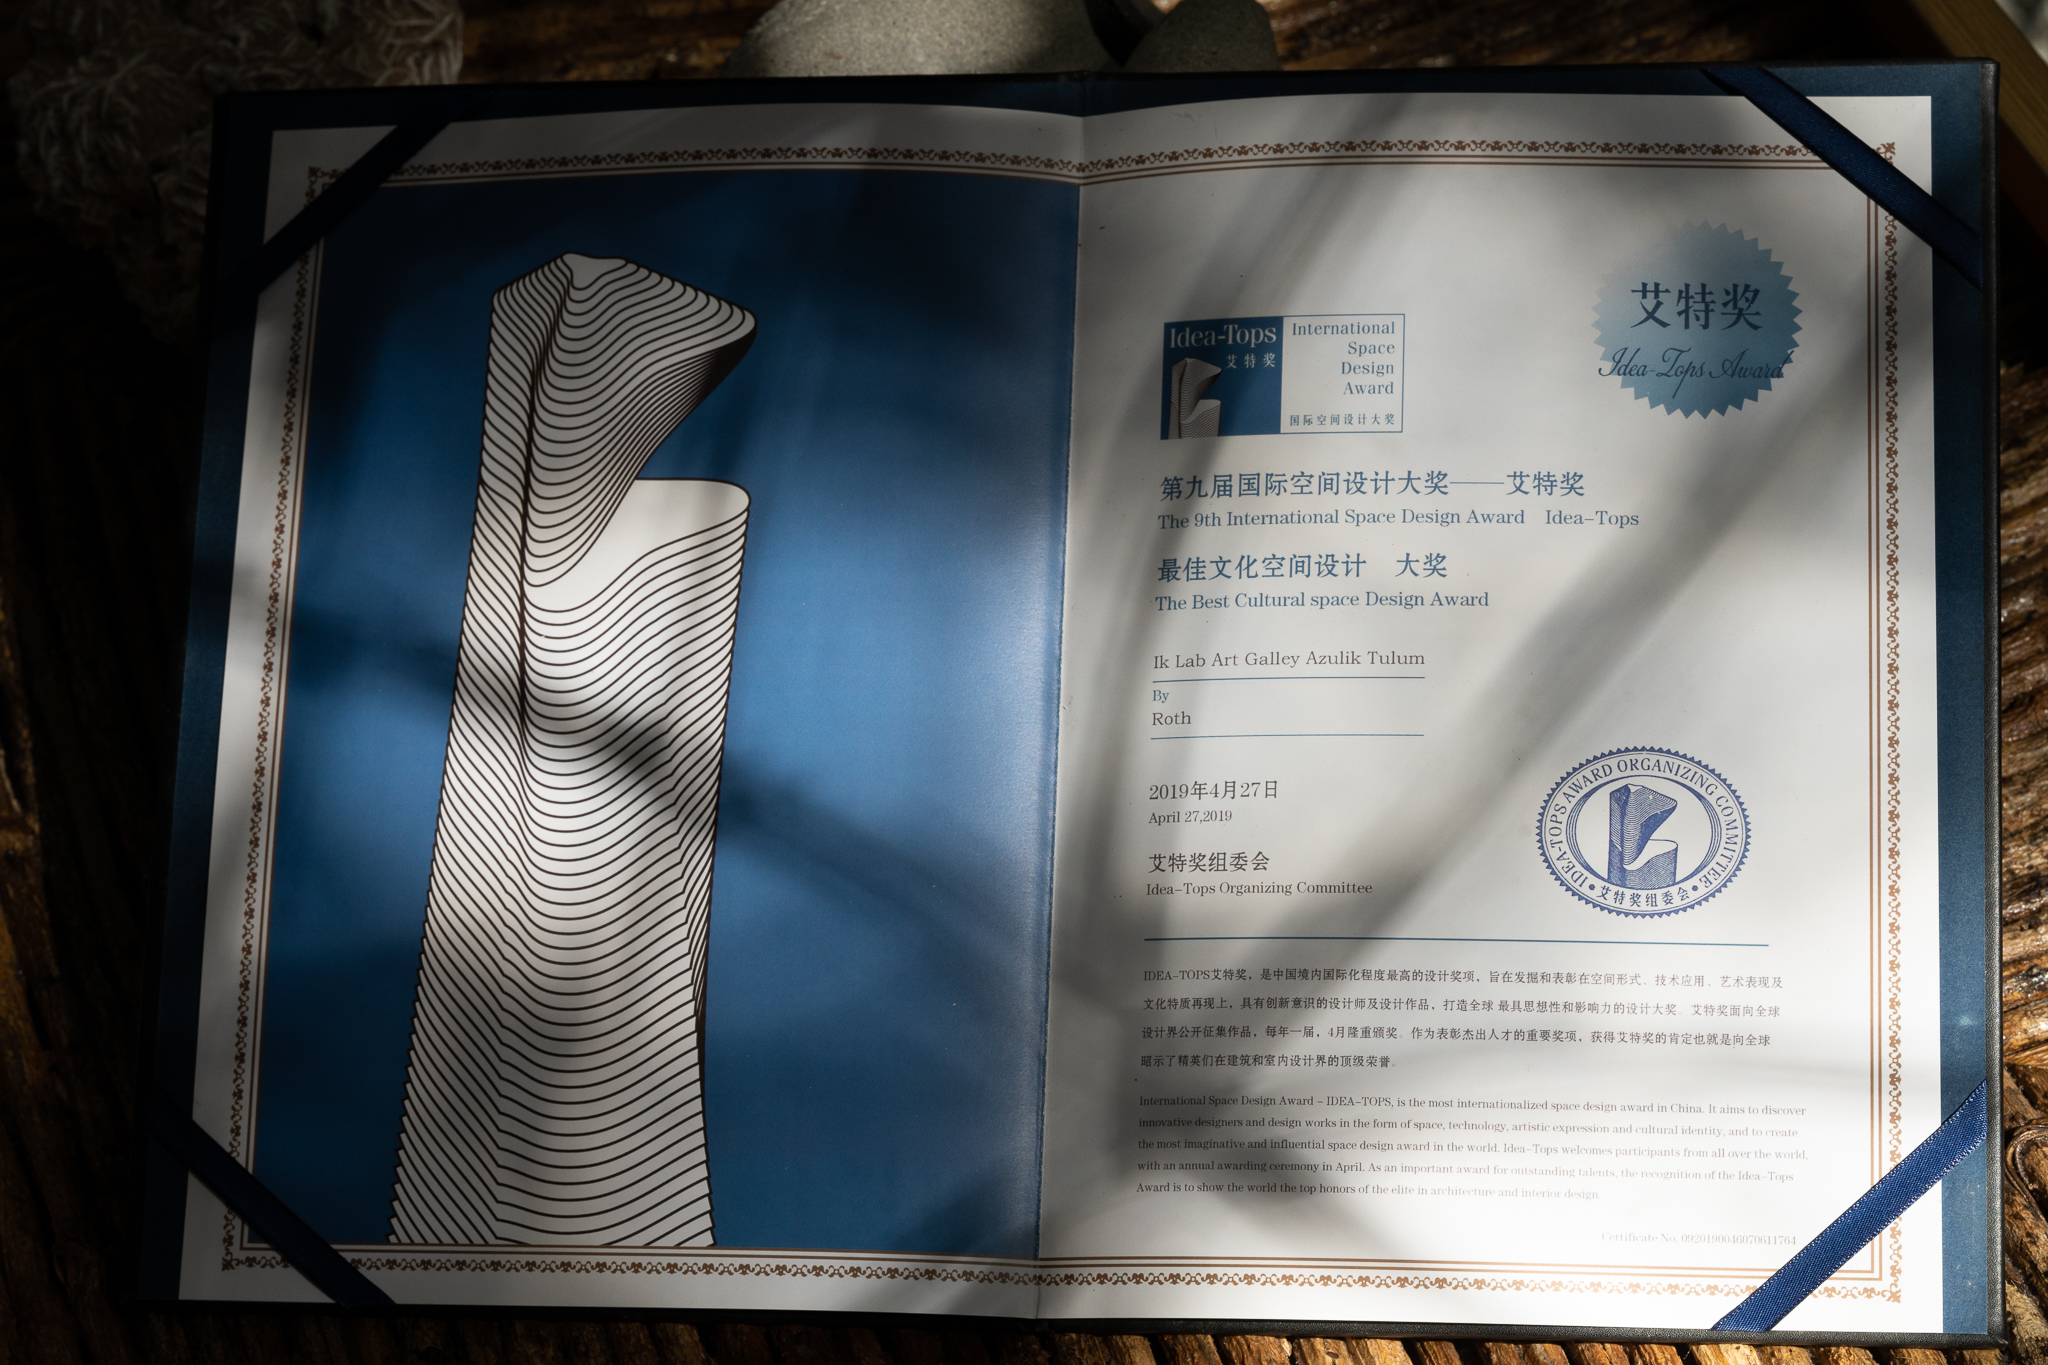 Idea-Tops
艾特奖
International
Space
Design
Award
国际空间设计大奖
艾特奖
Idea-Tops Award
第九届国际空间设计大奖——艾特奖
The 9th International Space Design Award Idea-Tops
最佳文化空间设计 大奖
The Best Cultural space Design Award
Ik Lab Art Galley Azulik Tulum
By
Roth
2019年4月27日
April 27,2019
艾特奖组委会
Idea-Tops Organizing Committee
IDEA-TOPS AWARD ORGANIZING COMMITTEE
艾特奖组委会
IDEA-TOPS艾特奖，是中国境内国际化程度最高的设计奖项，旨在发掘和表彰在空间形式、技术应用、艺术表现及
文化特质再现上，具有创新意识的设计师及设计作品，打造全球 最具思想性和影响力的设计大奖。艾特奖面向全球
设计界公开征集作品，每年一届，4月隆重颁奖。作为表彰杰出人才的重要奖项，获得艾特奖的肯定也就是向全球
昭示了精英们在建筑和室内设计界的顶级荣誉。
International Space Design Award - IDEA-TOPS, is the most internationalized space design award in China. It aims to discover
innovative designers and design works in the form of space, technology, artistic expression and cultural identity, and to create
the most imaginative and influential space design award in the world. Idea-Tops welcomes participants from all over the world,
with an annual awarding ceremony in April. As an important award for outstanding talents, the recognition of the Idea-Tops
Award is to show the world the top honors of the elite in architecture and interior design.
Certificate No. 0920190046070611764